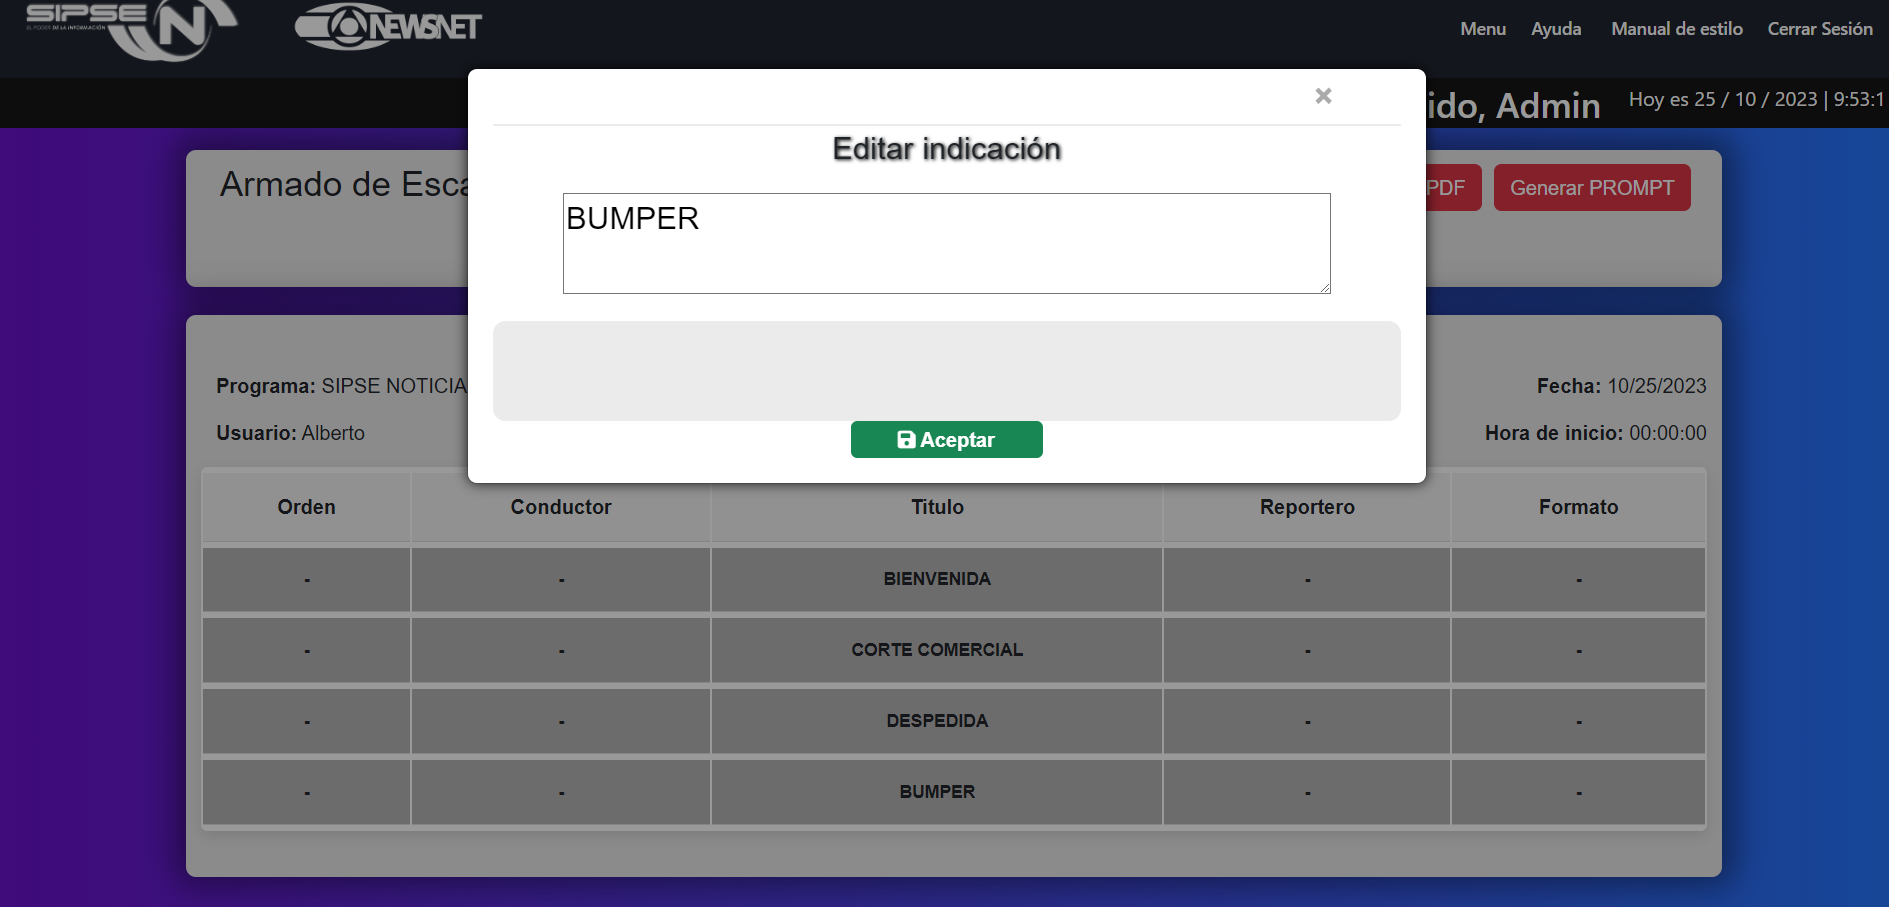 SIPSE
EL PODER DE LA INFORMACIÓN
N
NEWSNET
Menu Ayuda Manual de estilo Cerrar Sesión
ido, Admin Hoy es 25 / 10 / 2023 | 9:53:1
×
Editar indicación
BUMPER
Aceptar
Armado de Esca
PDF Generar PROMPT
Programa: SIPSE NOTICIA Fecha: 10/25/2023
Usuario: Alberto Hora de inicio: 00:00:00
Orden Conductor Titulo Reportero Formato
- - BIENVENIDA - -
- - CORTE COMERCIAL - -
- - DESPEDIDA - -
- - BUMPER - -